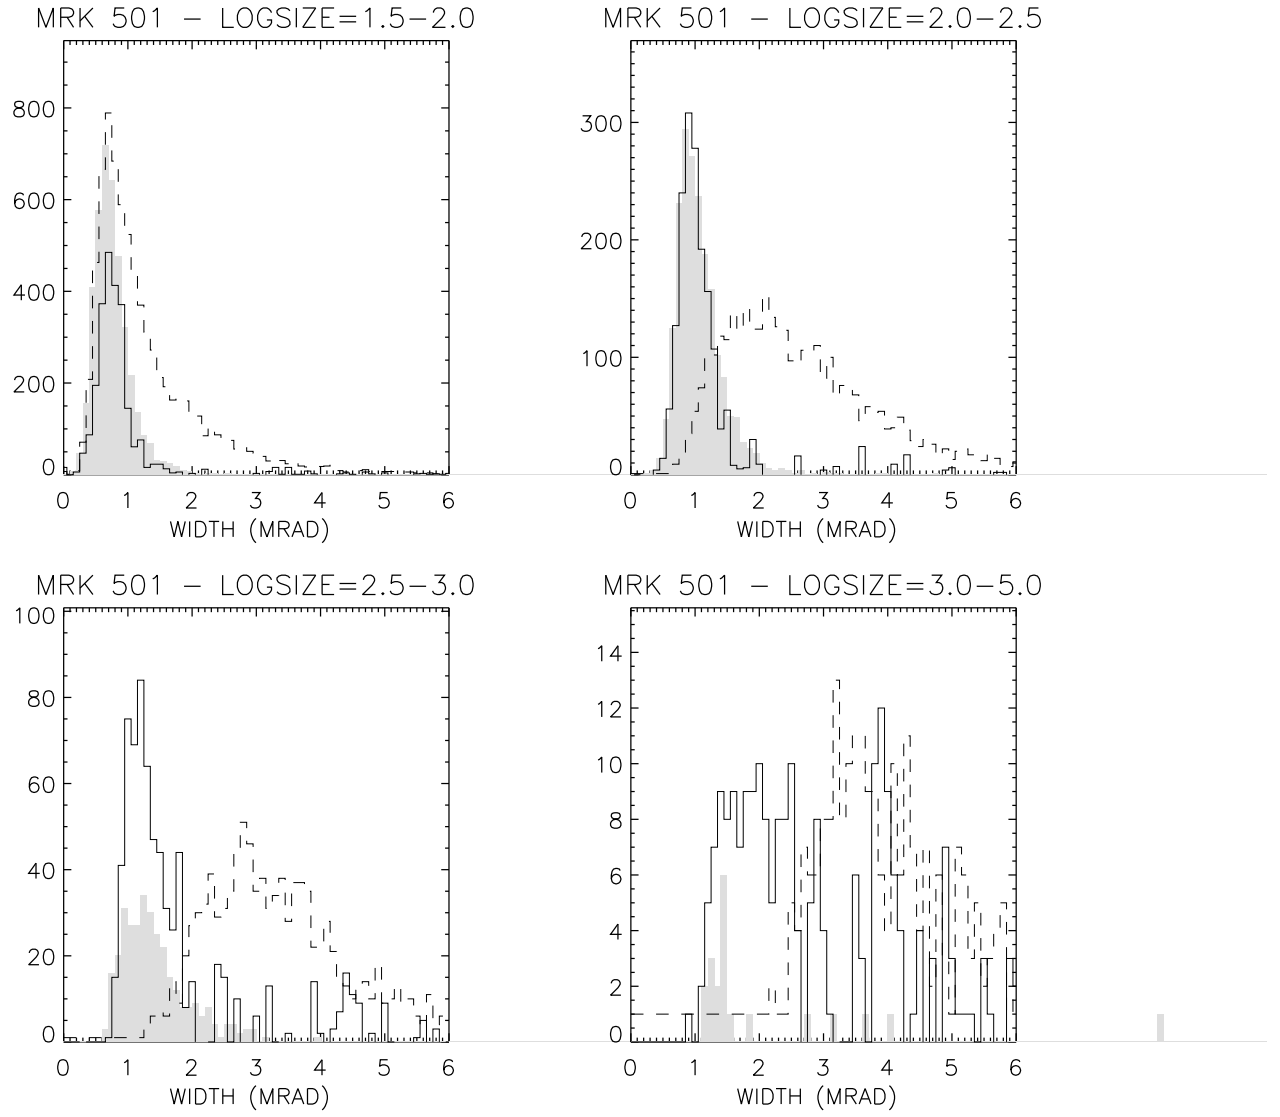 MRK 501 – LOGSIZE=1.5–2.0
800
600
400
200
0
0 1 2 3 4 5 6
WIDTH (MRAD)
MRK 501 – LOGSIZE=2.0–2.5
300
200
100
0
0 1 2 3 4 5 6
WIDTH (MRAD)
MRK 501 – LOGSIZE=2.5–3.0
100
80
60
40
20
0
0 1 2 3 4 5 6
WIDTH (MRAD)
MRK 501 – LOGSIZE=3.0–5.0
14
12
10
8
6
4
2
0
0 1 2 3 4 5 6
WIDTH (MRAD)